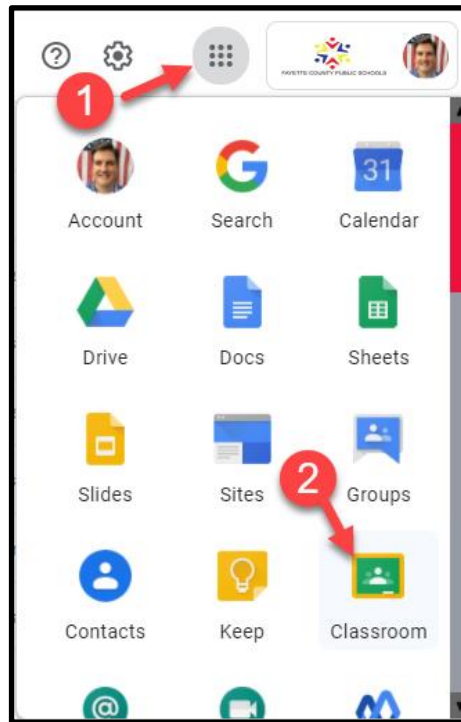 FAYETTE COUNTY PUBLIC SCHOOLS
1
31
Account Search Calendar
Drive Docs Sheets
Slides Sites Groups
2
Contacts Keep Classroom